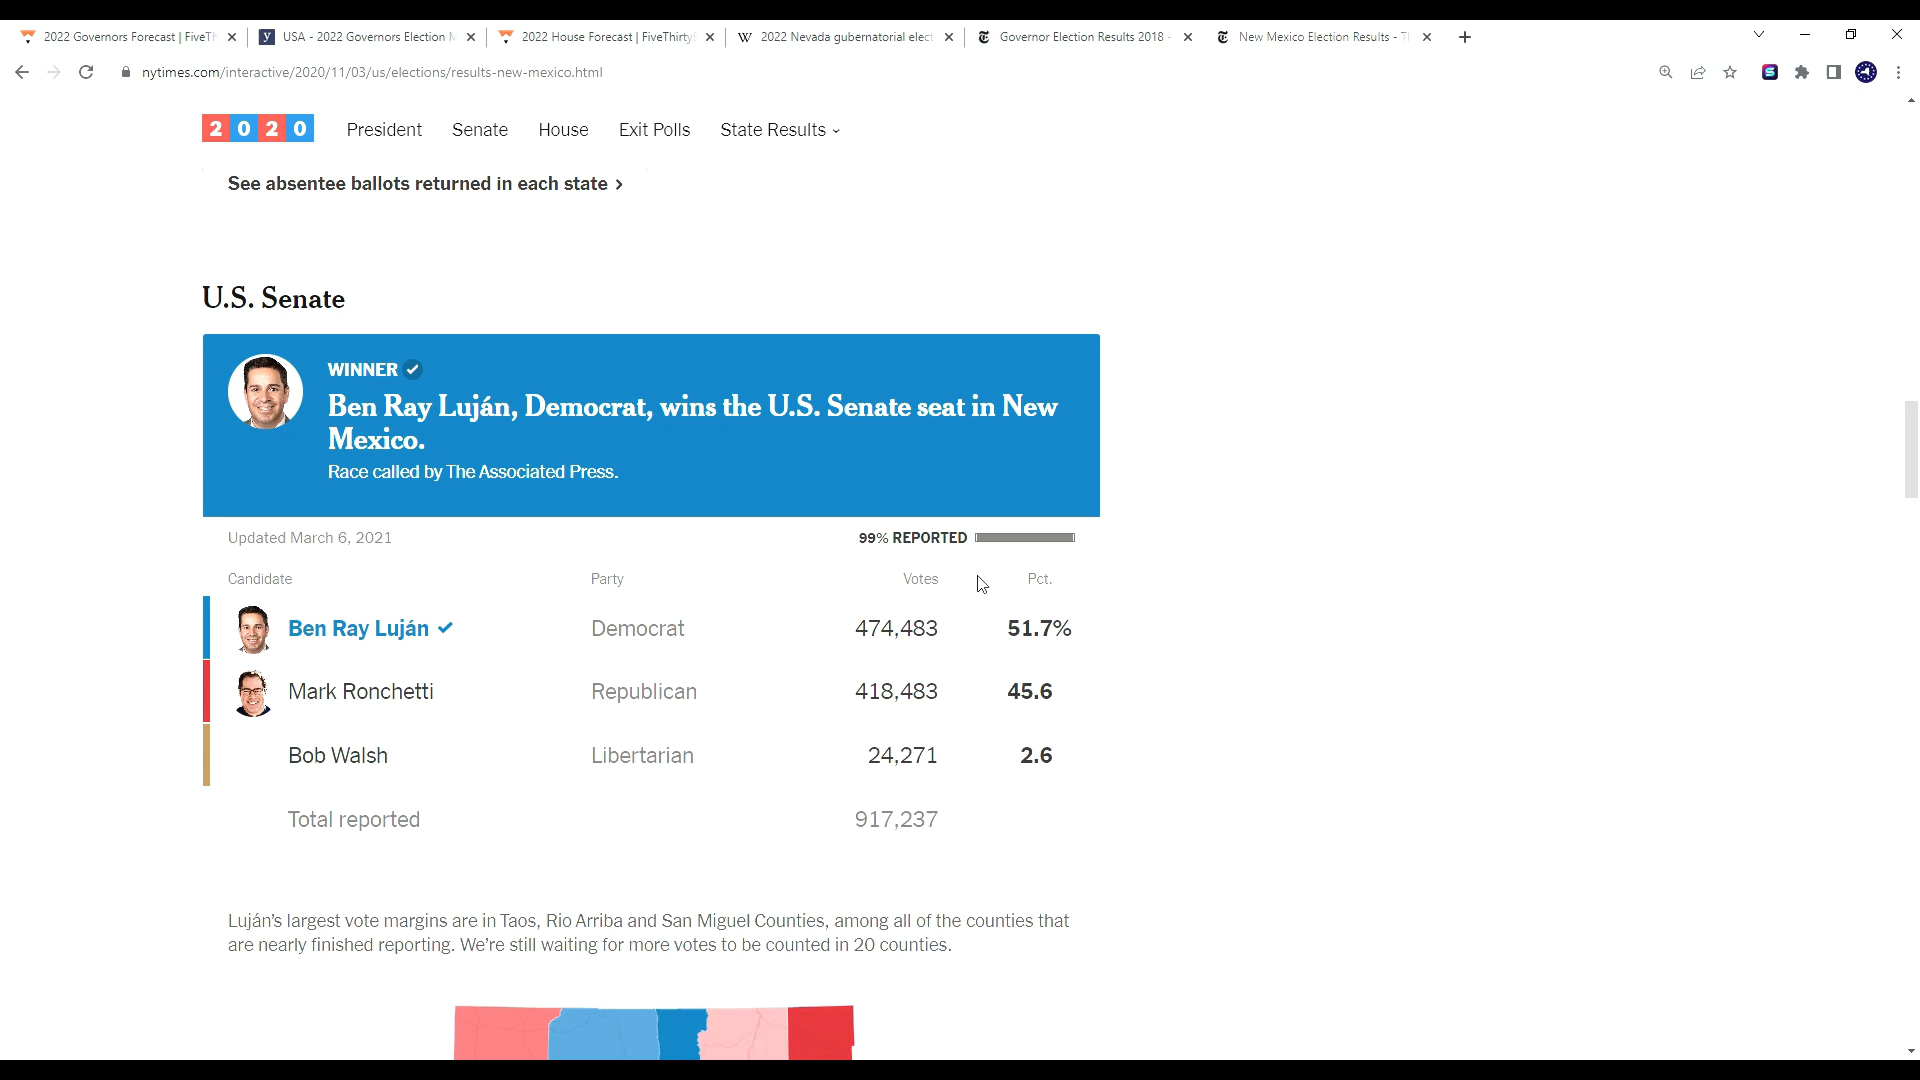 2022 Governors Forecast | FiveTh
USA - 2022 Governors Election M
2022 House Forecast | FiveThirty
W 2022 Nevada gubernatorial elect
Governor Election Results 2018 -
New Mexico Election Results - T
nytimes.com/interactive/2020/11/03/us/elections/results-new-mexico.html
2020 President Senate House Exit Polls State Results
See absentee ballots returned in each state >
U.S. Senate
WINNER
Ben Ray Luján, Democrat, wins the U.S. Senate seat in New
Mexico.
Race called by The Associated Press.
Updated March 6, 2021 99% REPORTED
Candidate Party Votes Pct.
Ben Ray Luján Democrat 474,483 51.7%
Mark Ronchetti Republican 418,483 45.6
Bob Walsh Libertarian 24,271 2.6
Total reported 917,237
Luján's largest vote margins are in Taos, Rio Arriba and San Miguel Counties, among all of the counties that
are nearly finished reporting. We're still waiting for more votes to be counted in 20 counties.